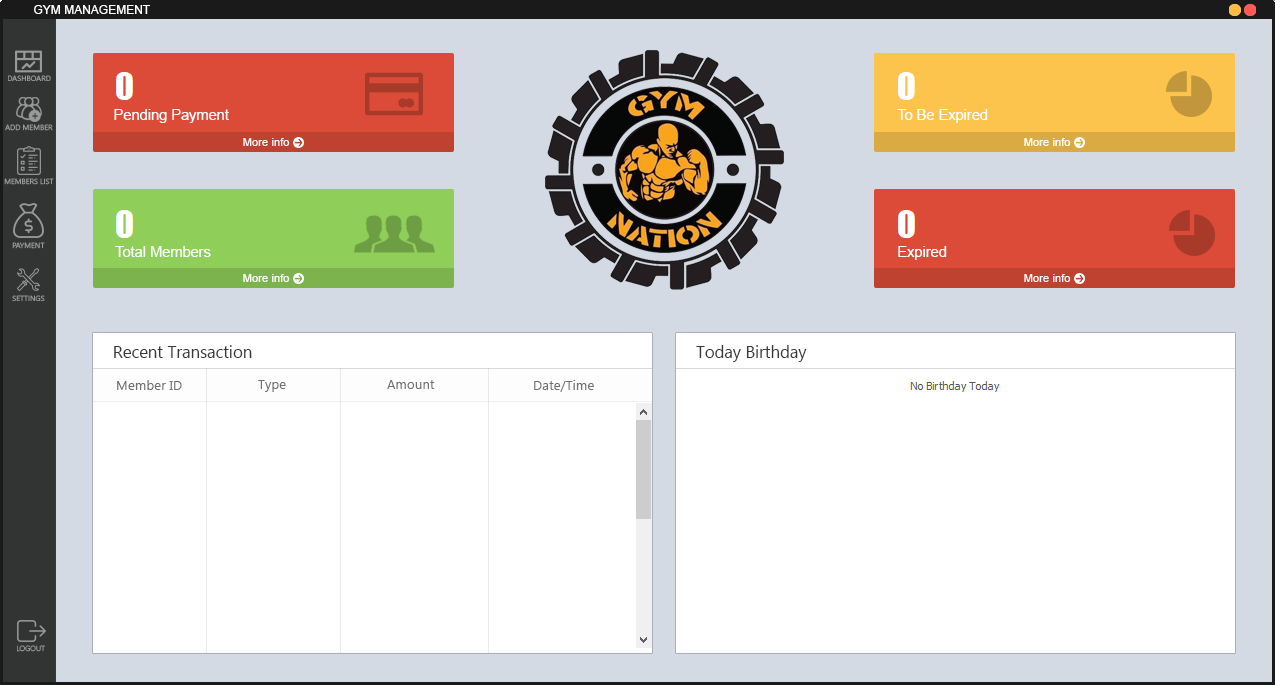 GYM MANAGEMENT
DASHBOARD
ADD MEMBER
MEMBERS LIST
PAYMENT
SETTINGS
LOGOUT
0
Pending Payment
More info
0
Total Members
More info
GYM
NATION
0
To Be Expired
More info
0
Expired
More info
Recent Transaction
Member ID Type Amount Date/Time
Today Birthday
No Birthday Today